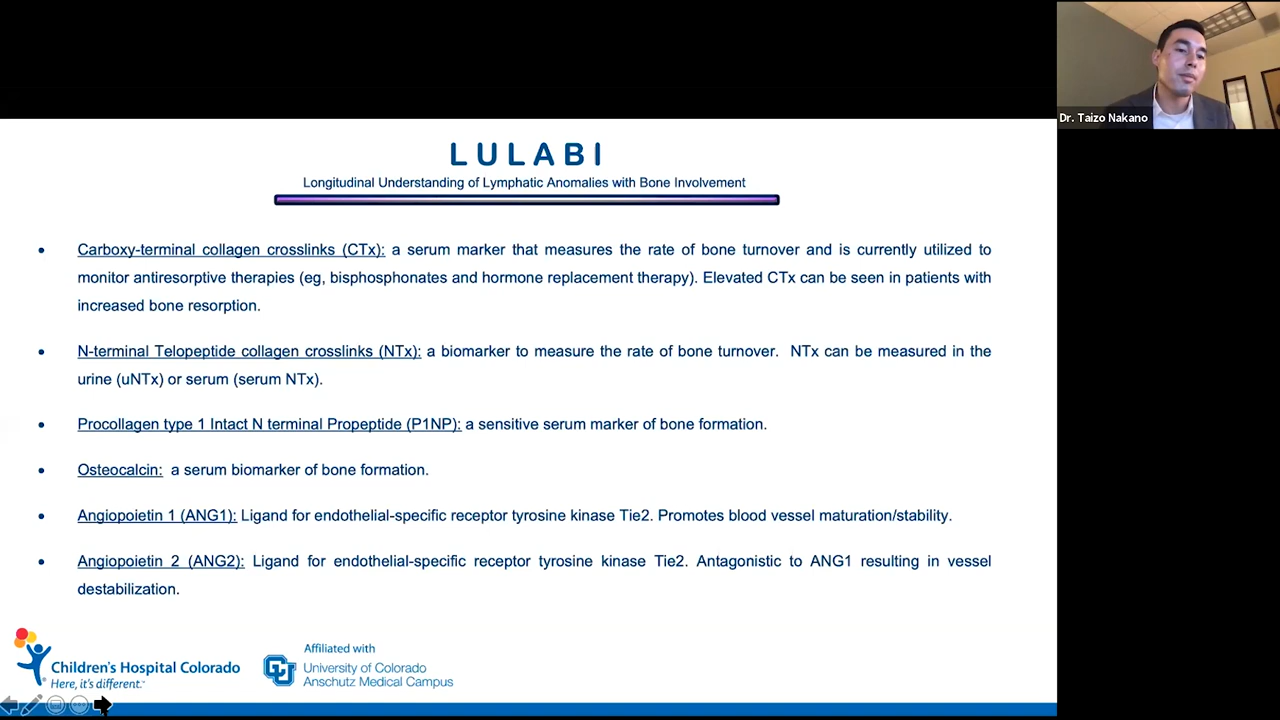 Dr. Taizo Nakano
LULABI
Longitudinal Understanding of Lymphatic Anomalies with Bone Involvement
• Carboxy-terminal collagen crosslinks (CTx): a serum marker that measures the rate of bone turnover and is currently utilized to
monitor antiresorptive therapies (eg, bisphosphonates and hormone replacement therapy). Elevated CTx can be seen in patients with
increased bone resorption.
• N-terminal Telopeptide collagen crosslinks (NTx): a biomarker to measure the rate of bone turnover. NTx can be measured in the
urine (uNTx) or serum (serum NTx).
• Procollagen type 1 Intact N terminal Propeptide (P1NP): a sensitive serum marker of bone formation.
• Osteocalcin: a serum biomarker of bone formation.
• Angiopoietin 1 (ANG1): Ligand for endothelial-specific receptor tyrosine kinase Tie2. Promotes blood vessel maturation/stability.
• Angiopoietin 2 (ANG2): Ligand for endothelial-specific receptor tyrosine kinase Tie2. Antagonistic to ANG1 resulting in vessel
destabilization.
Children's Hospital Colorado
Here, it's different.™
Affiliated with
CU
University of Colorado
Anschutz Medical Campus